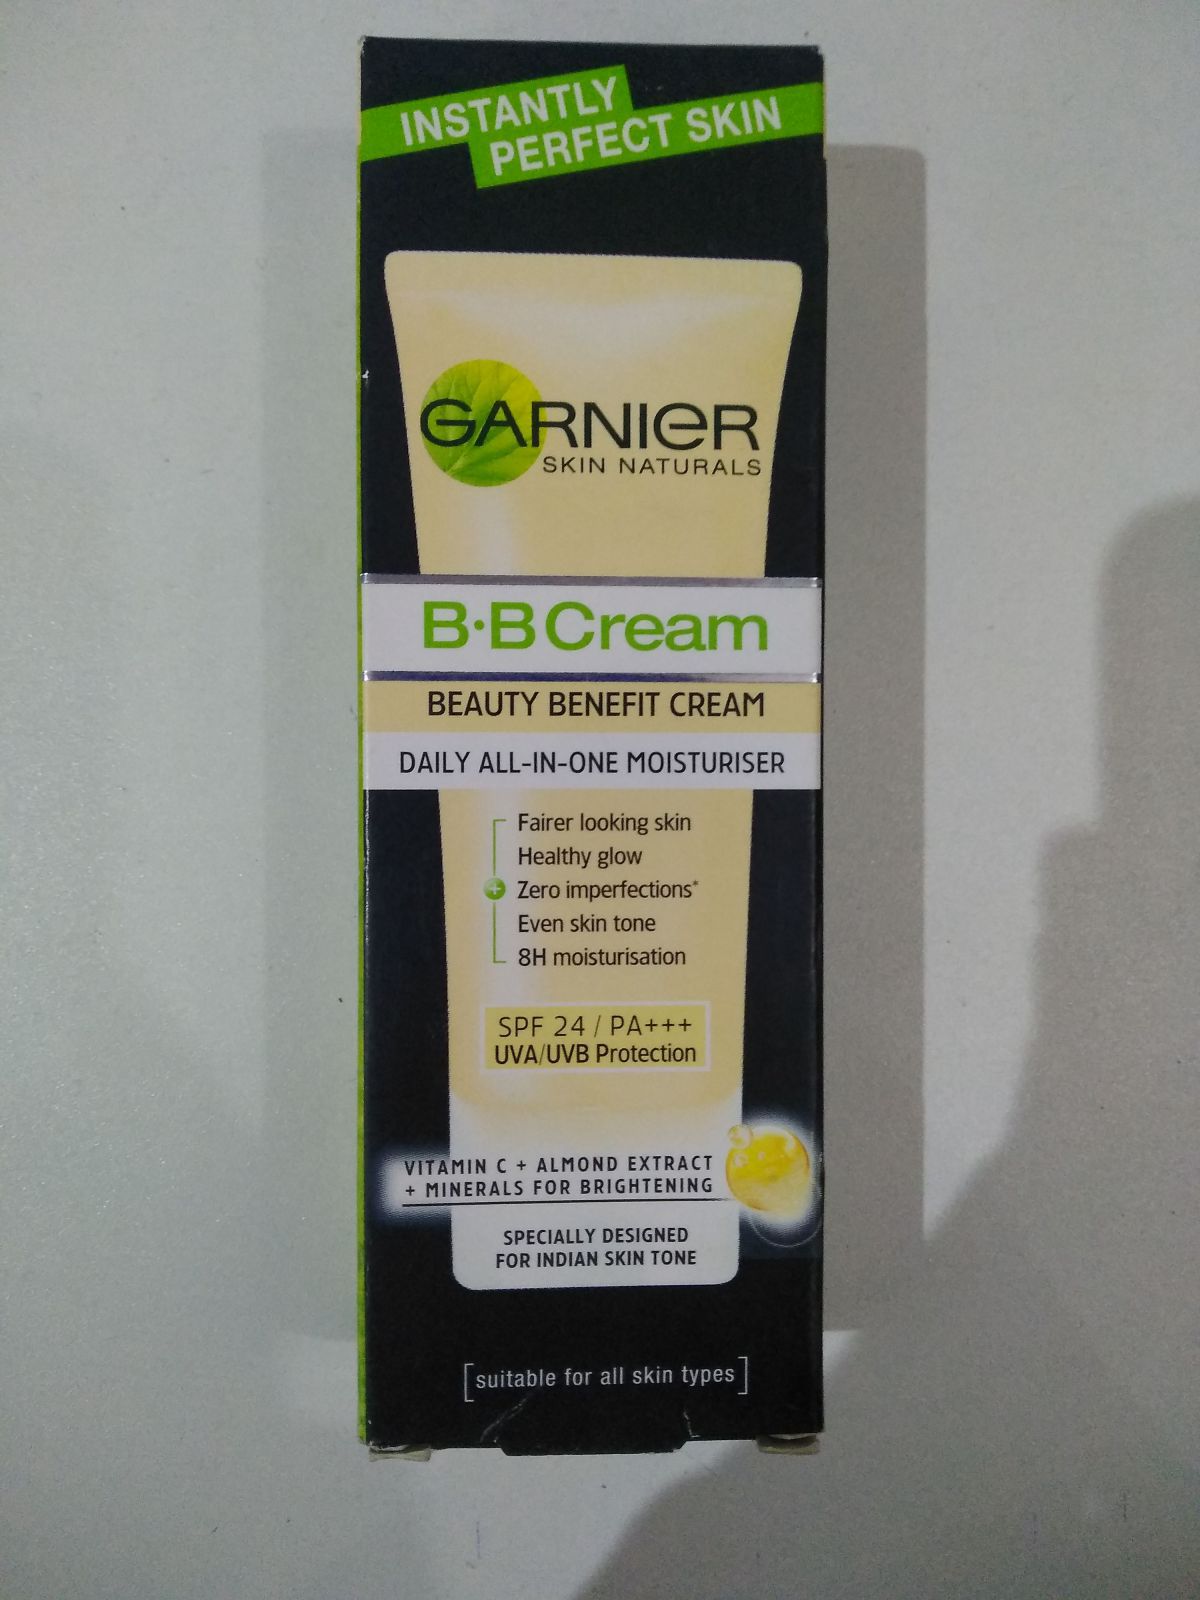 INSTANTLY
PERFECT SKIN
GARNIER
SKIN NATURALS
B·B Cream
BEAUTY BENEFIT CREAM
DAILY ALL-IN-ONE MOISTURISER
Fairer looking skin
Healthy glow
+ Zero imperfections*
Even skin tone
8H moisturisation
SPF 24 / PA+++
UVA/UVB Protection
VITAMIN C + ALMOND EXTRACT
+ MINERALS FOR BRIGHTENING
SPECIALLY DESIGNED
FOR INDIAN SKIN TONE
[suitable for all skin types]